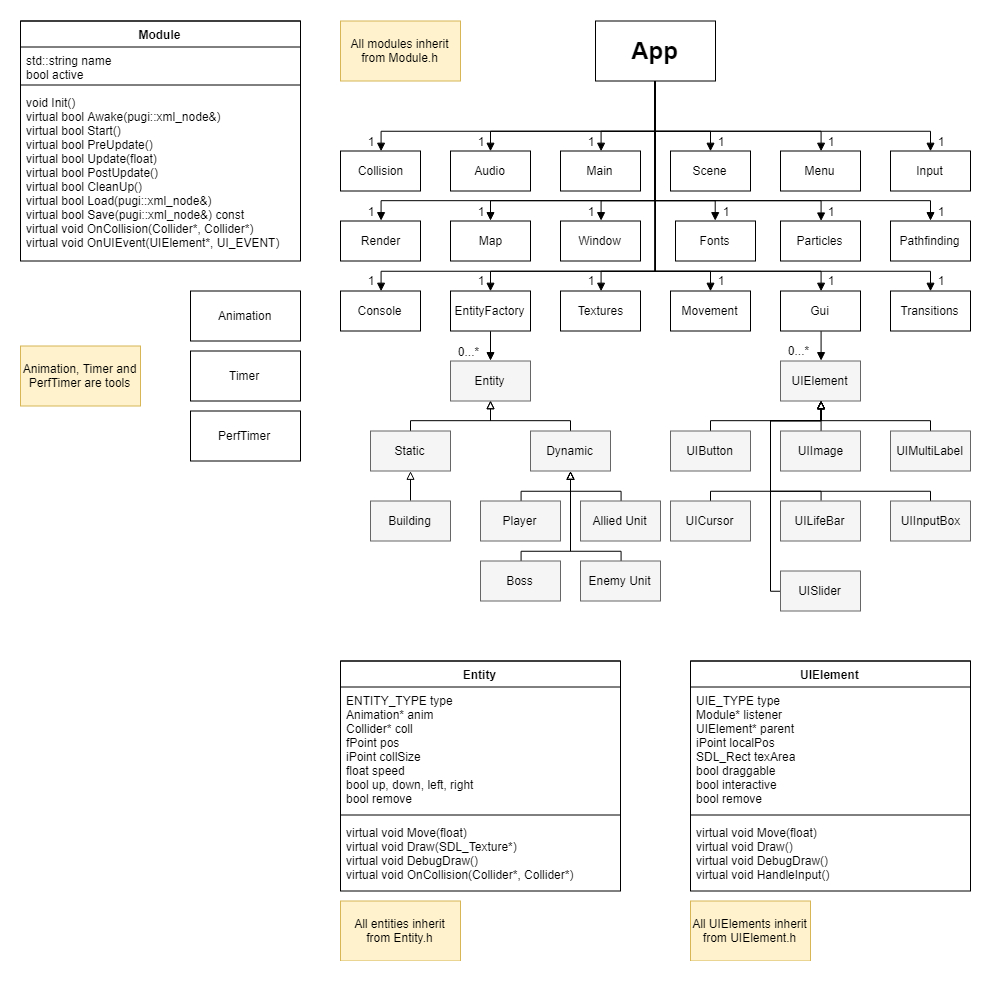 Module
std::string name
bool active
void Init()
virtual bool Awake(pugi::xml_node&)
virtual bool Start()
virtual bool PreUpdate()
virtual bool Update(float)
virtual bool PostUpdate()
virtual bool CleanUp()
virtual bool Load(pugi::xml_node&)
virtual bool Save(pugi::xml_node&) const
virtual void OnCollision(Collider*, Collider*)
virtual void OnUIEvent(UIElement*, UI_EVENT)
All modules inherit
from Module.h
App
1 1 1 1 1 1
Collision Audio Main Scene Menu Input
1 1 1 1 1 1
Render Map Window Fonts Particles Pathfinding
1 1 1 1 1 1
Console EntityFactory Textures Movement Gui Transitions
Animation
Timer
PerfTimer
Animation, Timer and
PerfTimer are tools
0...* 0...*
Entity UIElement
Static Dynamic UIButton UIImage UIMultiLabel
Building Player Allied Unit UICursor UILifeBar UIInputBox
Boss Enemy Unit UISlider
Entity
ENTITY_TYPE type
Animation* anim
Collider* coll
fPoint pos
iPoint collSize
float speed
bool up, down, left, right
bool remove
virtual void Move(float)
virtual void Draw(SDL_Texture*)
virtual void DebugDraw()
virtual void OnCollision(Collider*, Collider*)
All entities inherit
from Entity.h
UIElement
UIE_TYPE type
Module* listener
UIElement* parent
iPoint localPos
SDL_Rect texArea
bool draggable
bool interactive
bool remove
virtual void Move(float)
virtual void Draw()
virtual void DebugDraw()
virtual void HandleInput()
All UIElements inherit
from UIElement.h